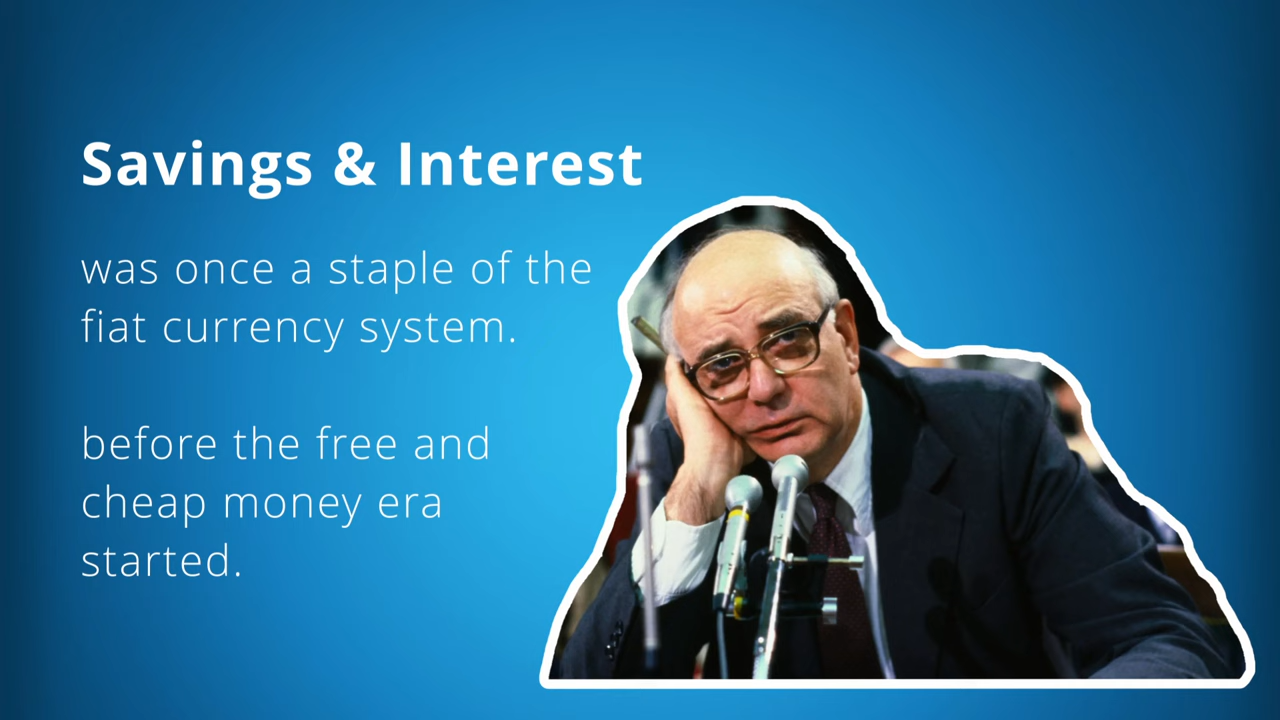 Savings & Interest
was once a staple of the
fiat currency system.
before the free and
cheap money era
started.